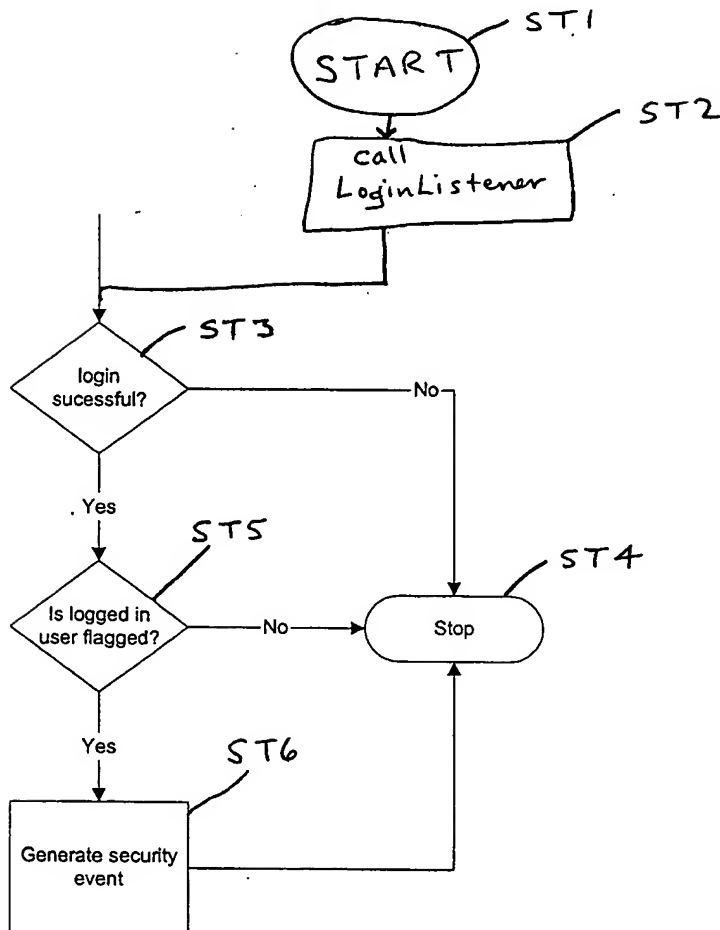 ST1
START
ST2
call
LoginListener
ST3
login
sucessful?
No
Yes
ST5
ST4
Is logged in
user flagged?
No
Stop
Yes
ST6
Generate security
event